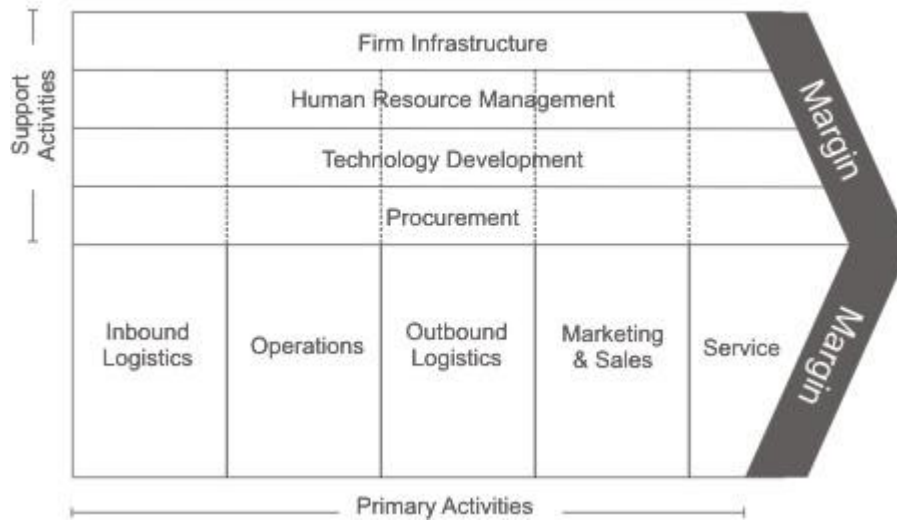 Support
Activities
Firm Infrastructure
Human Resource Management
Technology Development
Procurement
Margin
Inbound
Logistics
Operations
Outbound
Logistics
Marketing
& Sales
Service
Margin
Primary Activities